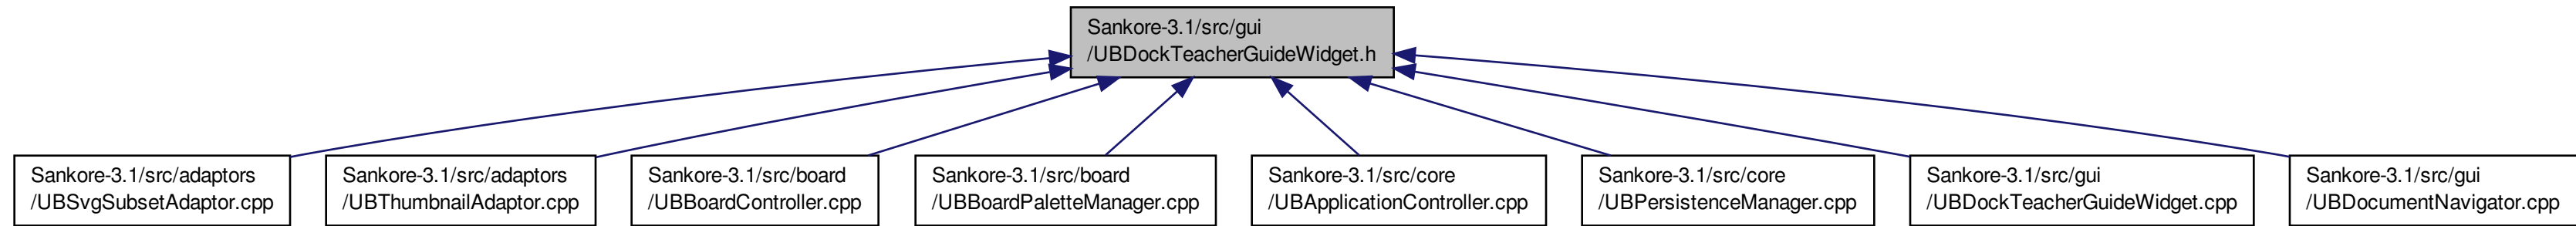 Sankore-3.1/src/gui
/UBDockTeacherGuideWidget.h
Sankore-3.1/src/adaptors
/UBSvgSubsetAdaptor.cpp
Sankore-3.1/src/adaptors
/UBThumbnailAdaptor.cpp
Sankore-3.1/src/board
/UBBoardController.cpp
Sankore-3.1/src/board
/UBBoardPaletteManager.cpp
Sankore-3.1/src/core
/UBApplicationController.cpp
Sankore-3.1/src/core
/UBPersistenceManager.cpp
Sankore-3.1/src/gui
/UBDockTeacherGuideWidget.cpp
Sankore-3.1/src/gui
/UBDocumentNavigator.cpp